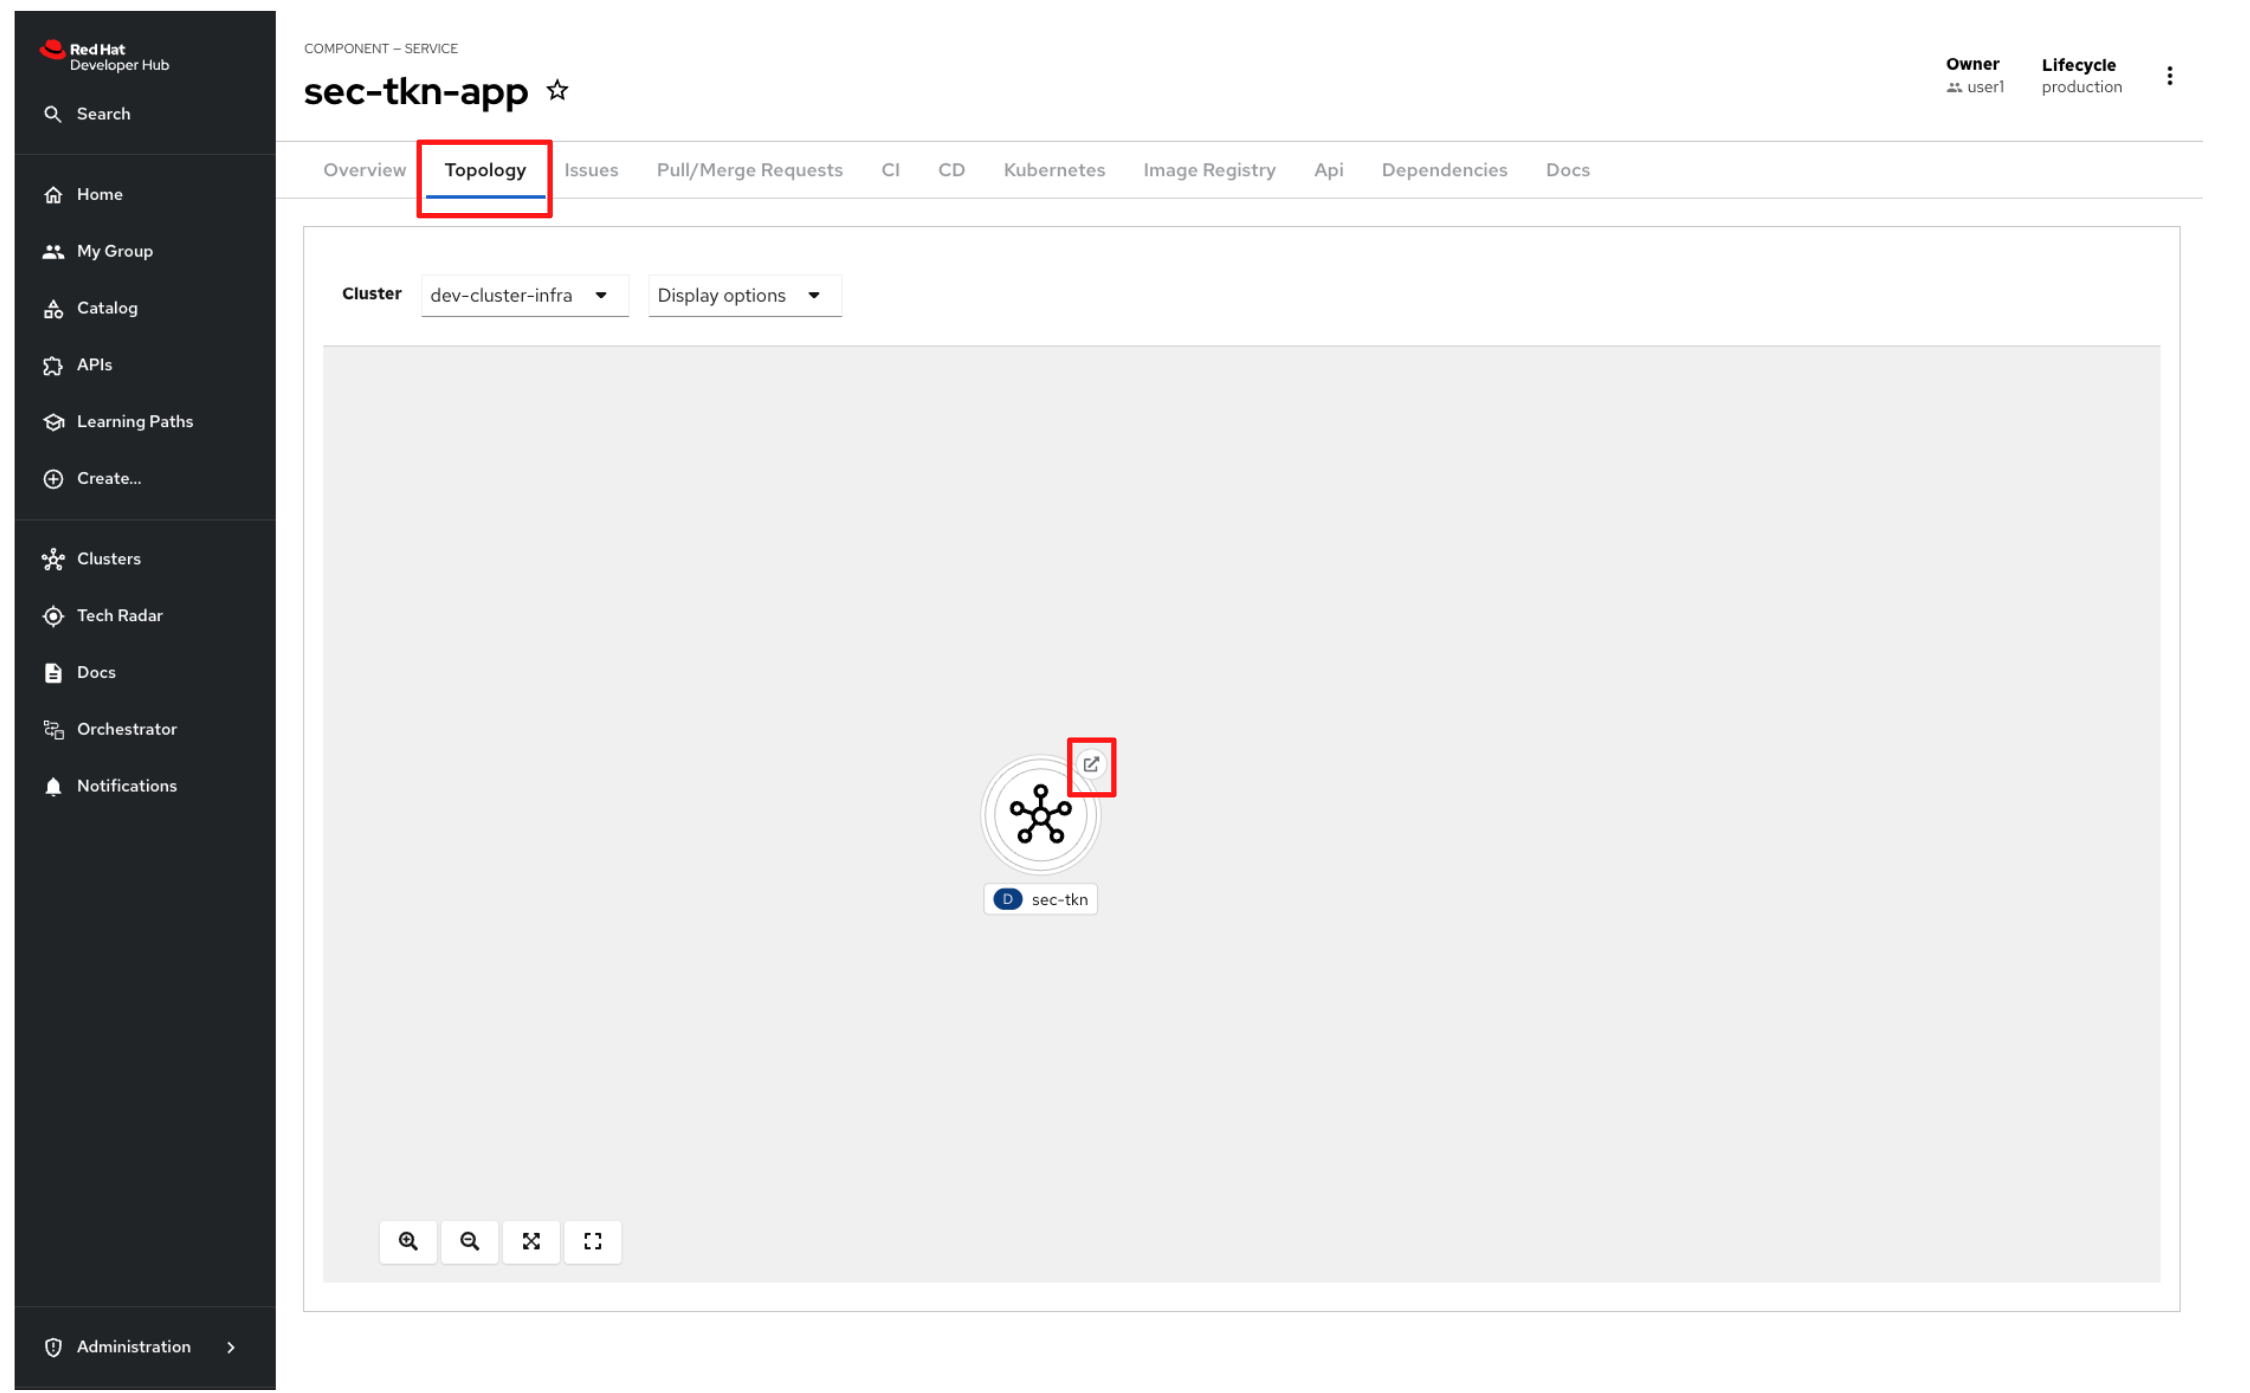 Red Hat
Developer Hub
Search
Home
My Group
Catalog
APIs
Learning Paths
Create...
Clusters
Tech Radar
Docs
Orchestrator
Notifications
Administration
COMPONENT – SERVICE
sec-tkn-app
Owner
user1
Lifecycle
production
Overview Topology Issues Pull/Merge Requests CI CD Kubernetes Image Registry Api Dependencies Docs
Cluster dev-cluster-infra Display options
D sec-tkn